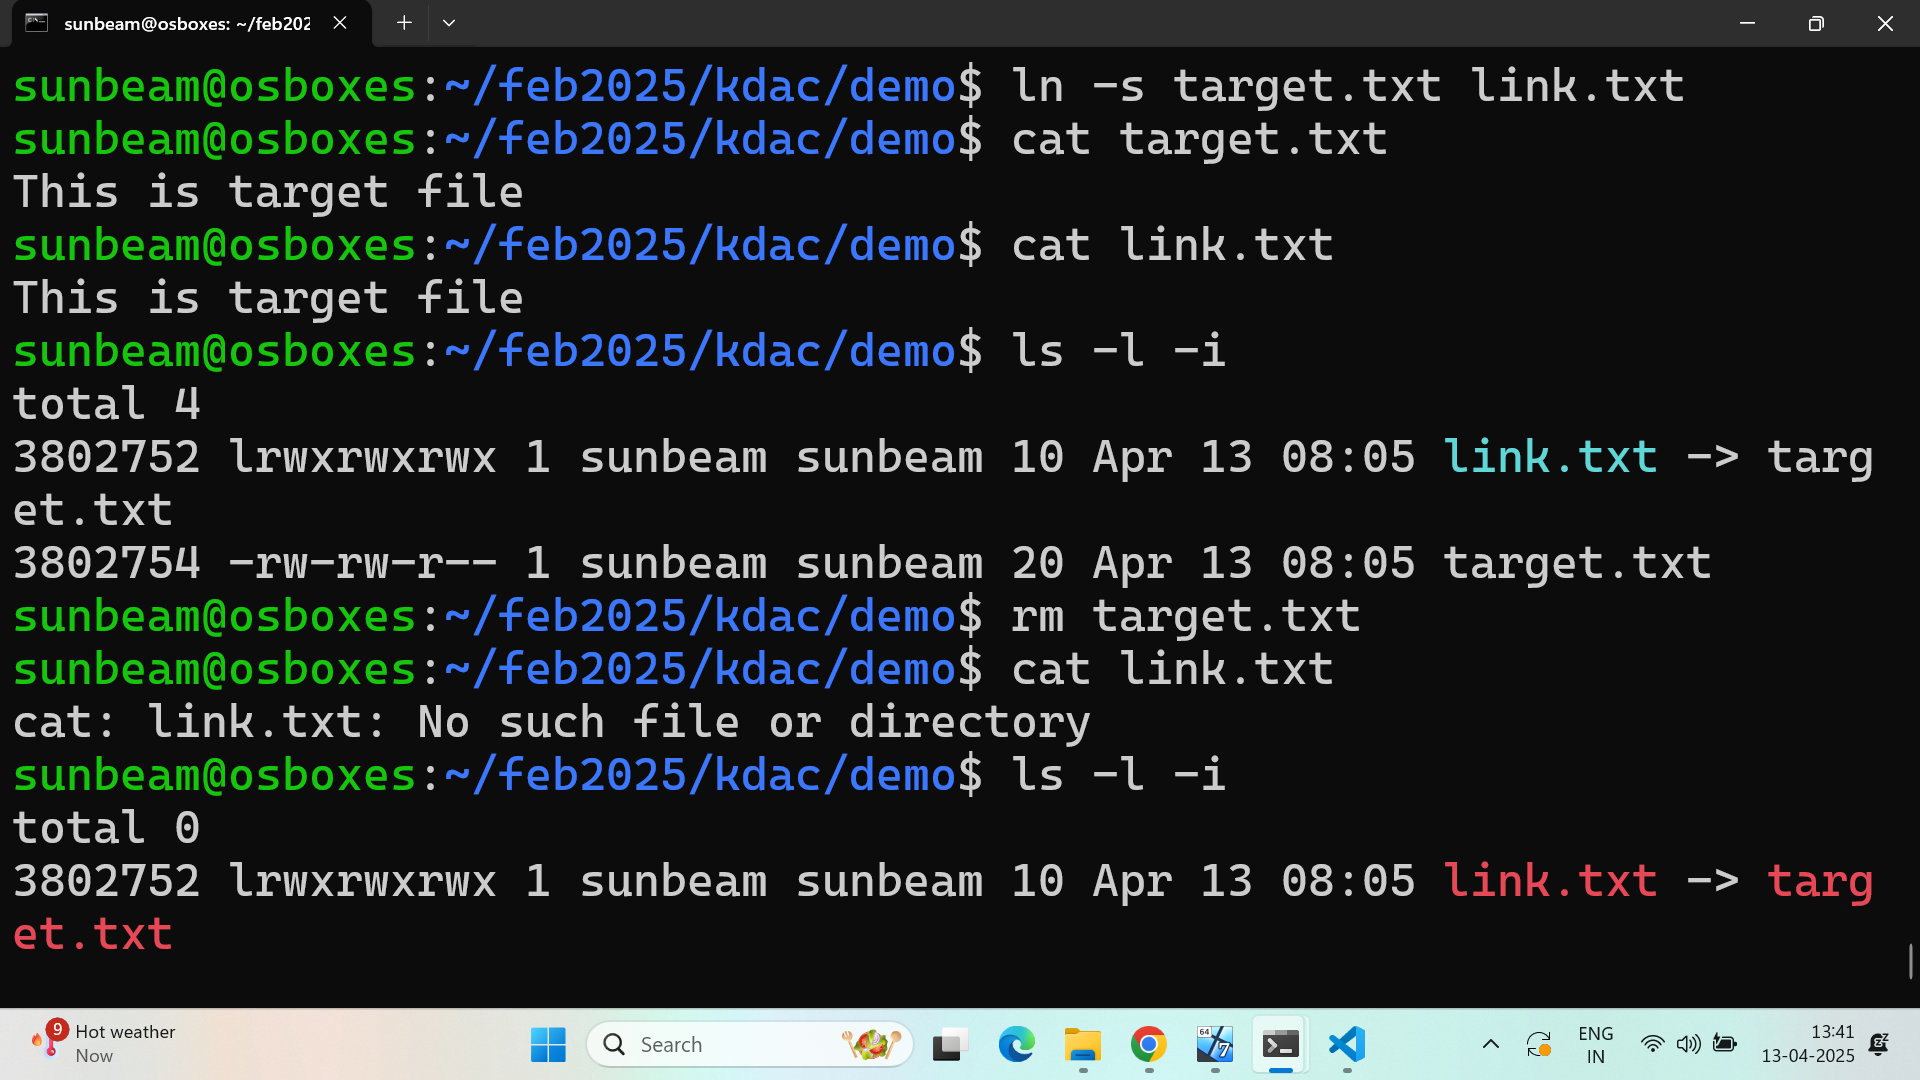 sunbeam@osboxes: ~/feb202
sunbeam@osboxes:~/feb2025/kdac/demo$ ln -s target.txt link.txt
sunbeam@osboxes:~/feb2025/kdac/demo$ cat target.txt
This is target file
sunbeam@osboxes:~/feb2025/kdac/demo$ cat link.txt
This is target file
sunbeam@osboxes:~/feb2025/kdac/demo$ ls -l -i
total 4
3802752 lrwxrwxrwx 1 sunbeam sunbeam 10 Apr 13 08:05 link.txt -> targ
et.txt
3802754 -rw-rw-r-- 1 sunbeam sunbeam 20 Apr 13 08:05 target.txt
sunbeam@osboxes:~/feb2025/kdac/demo$ rm target.txt
sunbeam@osboxes:~/feb2025/kdac/demo$ cat link.txt
cat: link.txt: No such file or directory
sunbeam@osboxes:~/feb2025/kdac/demo$ ls -l -i
total 0
3802752 lrwxrwxrwx 1 sunbeam sunbeam 10 Apr 13 08:05 link.txt -> targ
et.txt
9
Hot weather
Now
Search
64
7
ENG
IN
13:41
13-04-2025